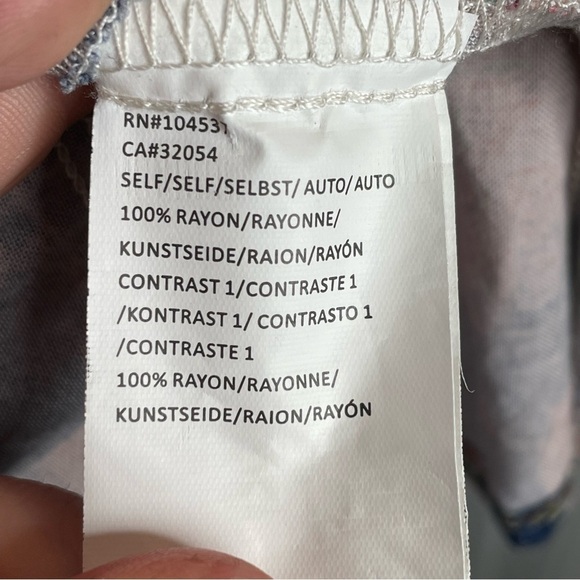 RN#104531
CA#32054
SELF/SELF/SELBST/ AUTO/AUTO
100% RAYON/RAYONNE/
KUNSTSEIDE/RAION/RAYÓN
CONTRAST 1/CONTRASTE 1
/KONTRAST 1/ CONTRASTO 1
/CONTRASTE 1
100% RAYON/RAYONNE/
KUNSTSEIDE/RAION/RAYÓN